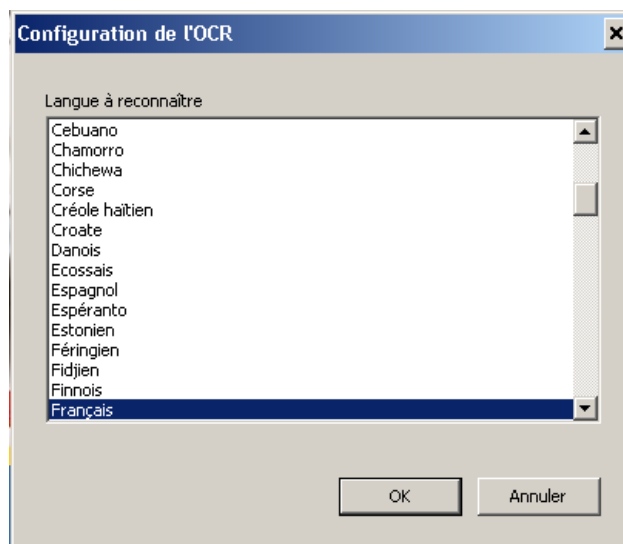 Configuration de l'OCR
Langue à reconnaître
Cebuano
Chamorro
Chichewa
Corse
Créole haïtien
Croate
Danois
Ecossais
Espagnol
Espéranto
Estonien
Féringien
Fidjien
Finnois
Français
OK
Annuler